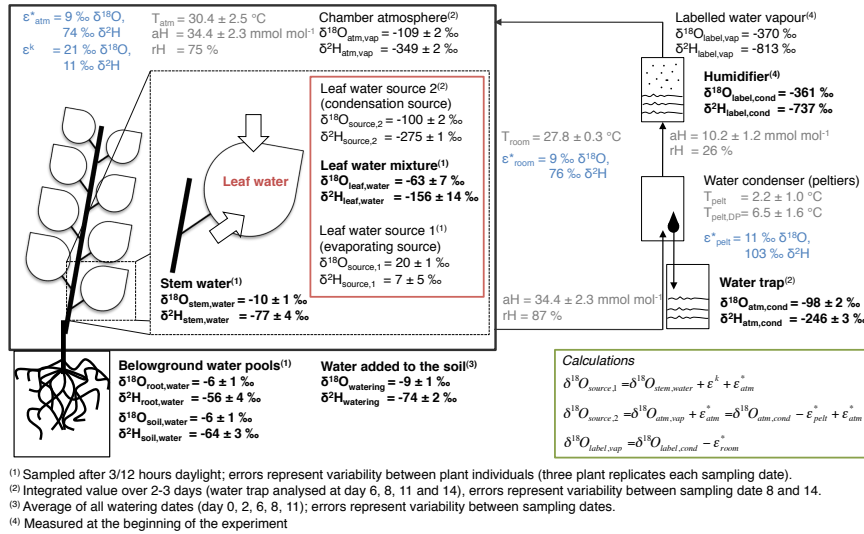 ε*atm = 9 ‰ δ18O,
74 ‰ δ2H
εk = 21 ‰ δ18O,
11 ‰ δ2H
Tatm = 30.4 ± 2.5 °C
aH = 34.4 ± 2.3 mmol mol-1
rH = 75 %
Chamber atmosphere(2)
δ18Oatm,vap = -109 ± 2 ‰
δ2Hatm,vap = -349 ± 2 ‰
Leaf water source 2(2)
(condensation source)
δ18Osource,2 = -100 ± 2 ‰
δ2Hsource,2 = -275 ± 1 ‰
Leaf water mixture(1)
δ18Oleaf,water = -63 ± 7 ‰
δ2Hleaf,water = -156 ± 14 ‰
Leaf water source 1(1)
(evaporating source)
δ18Osource,1 = 20 ± 1 ‰
δ2Hsource,1 = 7 ± 5 ‰
Leaf water
Stem water(1)
δ18Ostem,water = -10 ± 1 ‰
δ2Hstem,water = -77 ± 4 ‰
Labelled water vapour(4)
δ18Olabel,vap = -370 ‰
δ2Hlabel,vap = -813 ‰
Humidifier(4)
δ18Olabel,cond = -361 ‰
δ2Hlabel,cond = -737 ‰
Troom = 27.8 ± 0.3 °C
ε*room = 9 ‰ δ18O,
76 ‰ δ2H
aH = 10.2 ± 1.2 mmol mol-1
rH = 26 %
Water condenser (peltiers)
Tpelt = 2.2 ± 1.0 °C
Tpelt,DP = 6.5 ± 1.6 °C
ε*pelt = 11 ‰ δ18O,
103 ‰ δ2H
Water trap(2)
δ18Oatm,cond = -98 ± 2 ‰
δ2Hatm,cond = -246 ± 3 ‰
aH = 34.4 ± 2.3 mmol mol-1
rH = 87 %
Belowground water pools(1)
δ18Oroot,water = -6 ± 1 ‰
δ2Hroot,water = -56 ± 4 ‰
δ18Osoil,water = -6 ± 1 ‰
δ2Hsoil,water = -64 ± 3 ‰
Water added to the soil(3)
δ18Owatering = -9 ± 1 ‰
δ2Hwatering = -74 ± 2 ‰
Calculations
δ18Osource,1 = δ18Ostem,water + εk + ε*atm
δ18Osource,2 = δ18Oatm,vap + ε*atm = δ18Oatm,cond − ε*pelt + ε*atm
δ18Olabel,vap = δ18Olabel,cond − ε*room
(1) Sampled after 3/12 hours daylight; errors represent variability between plant individuals (three plant replicates each sampling date).
(2) Integrated value over 2-3 days (water trap analysed at day 6, 8, 11 and 14), errors represent variability between sampling date 8 and 14.
(3) Average of all watering dates (day 0, 2, 6, 8, 11); errors represent variability between sampling dates.
(4) Measured at the beginning of the experiment